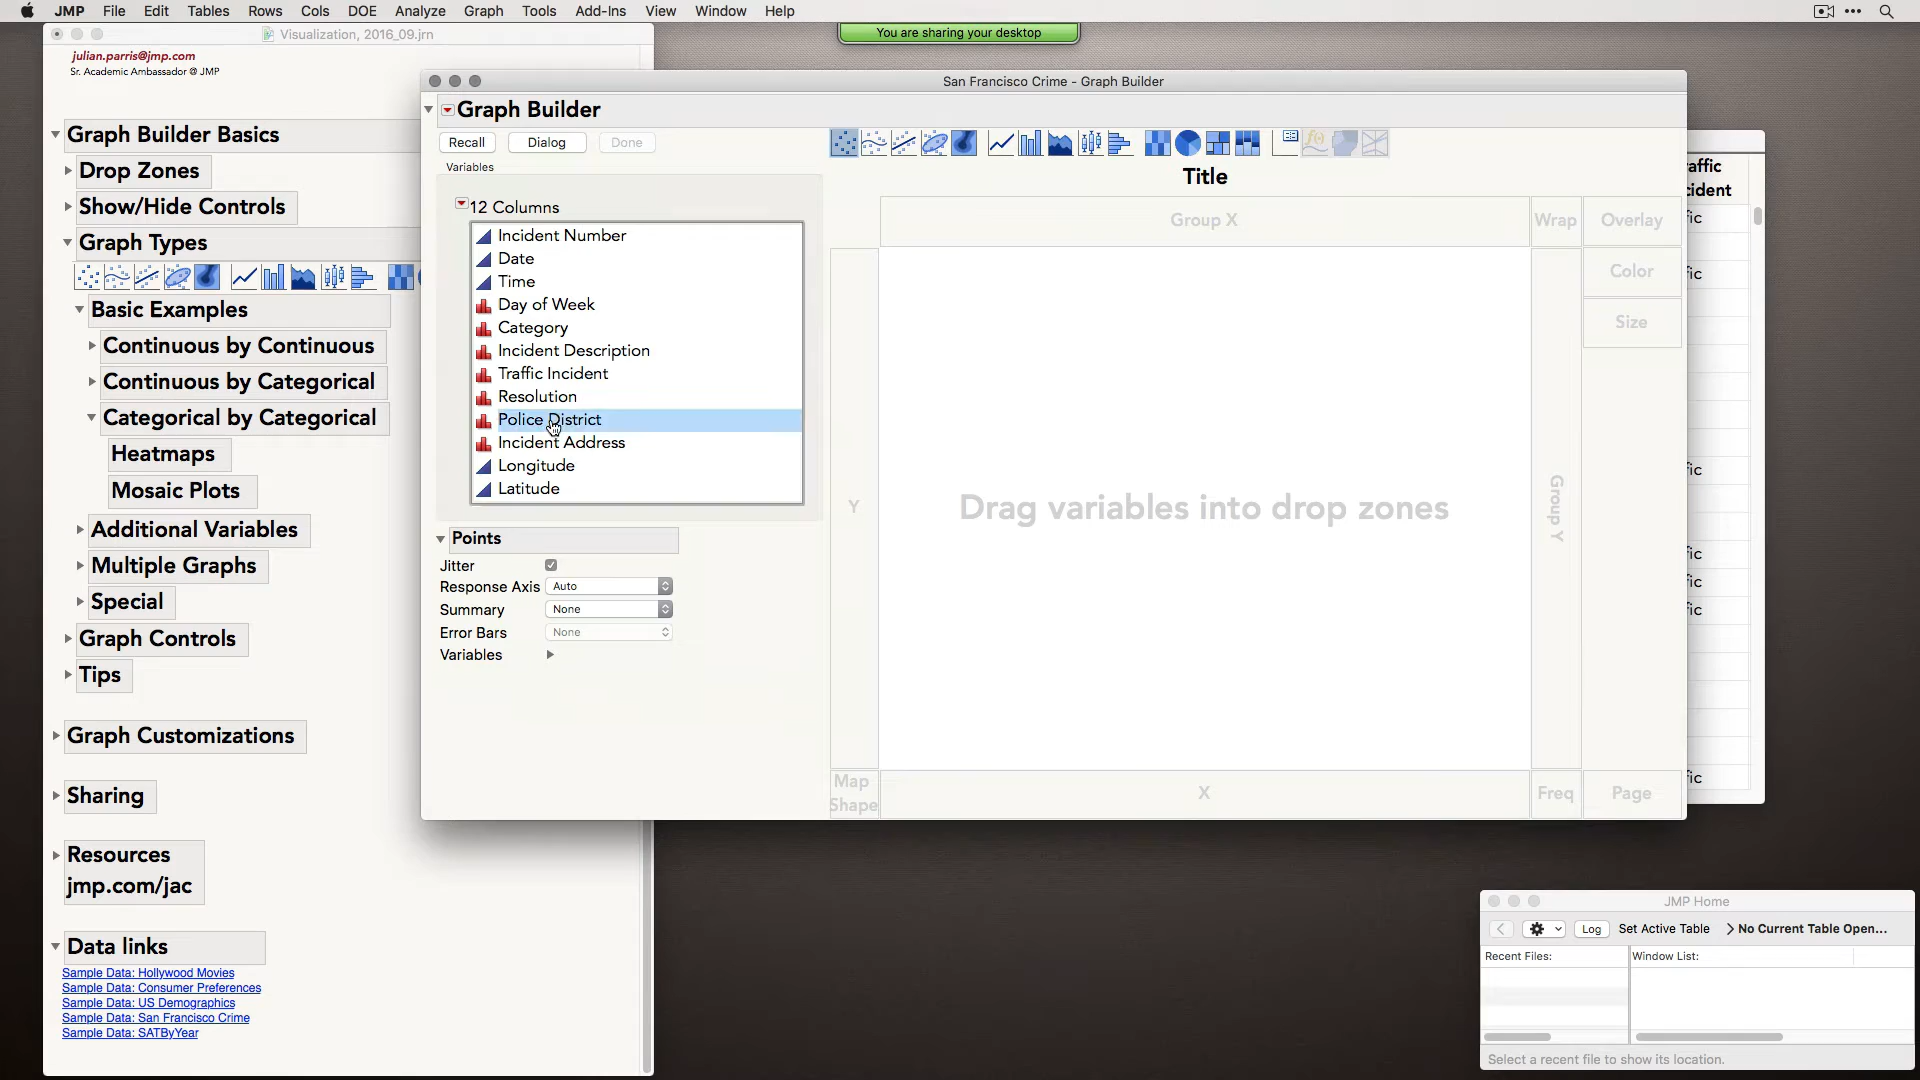 JMP File Edit Tables Rows Cols DOE Analyze Graph Tools Add-Ins View Window Help
Visualization, 2016_09.jrn
You are sharing your desktop
julian.parris@jmp.com
Sr. Academic Ambassador @ JMP
Graph Builder Basics
Drop Zones
Show/Hide Controls
Graph Types
Basic Examples
Continuous by Continuous
Continuous by Categorical
Categorical by Categorical
Heatmaps
Mosaic Plots
Additional Variables
Multiple Graphs
Special
Graph Controls
Tips
Graph Customizations
Sharing
Resources
jmp.com/jac
Data links
Sample Data: Hollywood Movies
Sample Data: Consumer Preferences
Sample Data: US Demographics
Sample Data: San Francisco Crime
Sample Data: SATByYear
San Francisco Crime - Graph Builder
Graph Builder
Recall Dialog Done
Variables
12 Columns
Incident Number
Date
Time
Day of Week
Category
Incident Description
Traffic Incident
Resolution
Police District
Incident Address
Longitude
Latitude
Points
Jitter
Response Axis Auto
Summary None
Error Bars None
Variables
Title
Group X
Wrap
Overlay
Color
Size
Y
Drag variables into drop zones
Group Y
Map
Shape
X
Freq
Page
affic
cident
fic
fic
fic
fic
fic
fic
fic
JMP Home
Log Set Active Table No Current Table Open...
Recent Files: Window List:
Select a recent file to show its location.